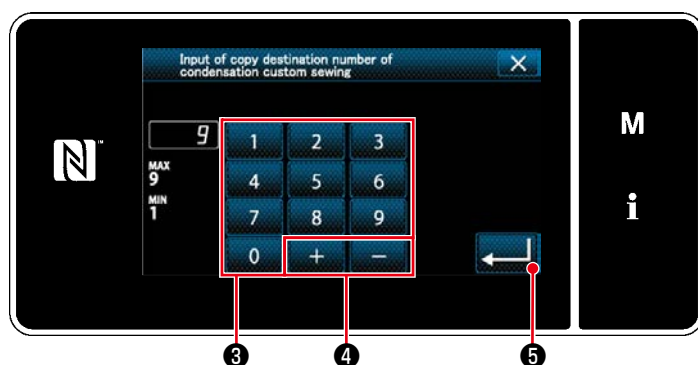 Input of copy destination number of
condensation custom sewing
9
MAX
9
MIN
1
1 2 3
4 5 6
7 8 9
0 + −
N™
M
i
❸ ❹ ❺